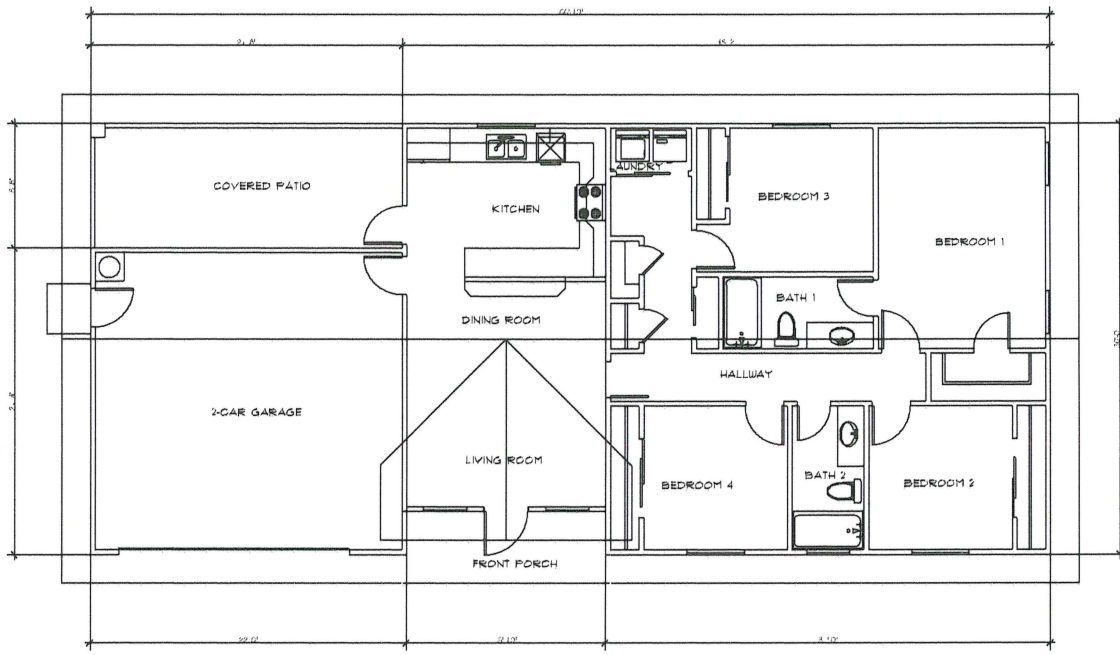 COVERED PATIO
KITCHEN
AUNDRY
BEDROOM 3
BEDROOM 1
BATH 1
DINING ROOM
HALLWAY
2-CAR GARAGE
LIVING ROOM
BEDROOM 4
BATH 2
BEDROOM 2
FRONT PORCH